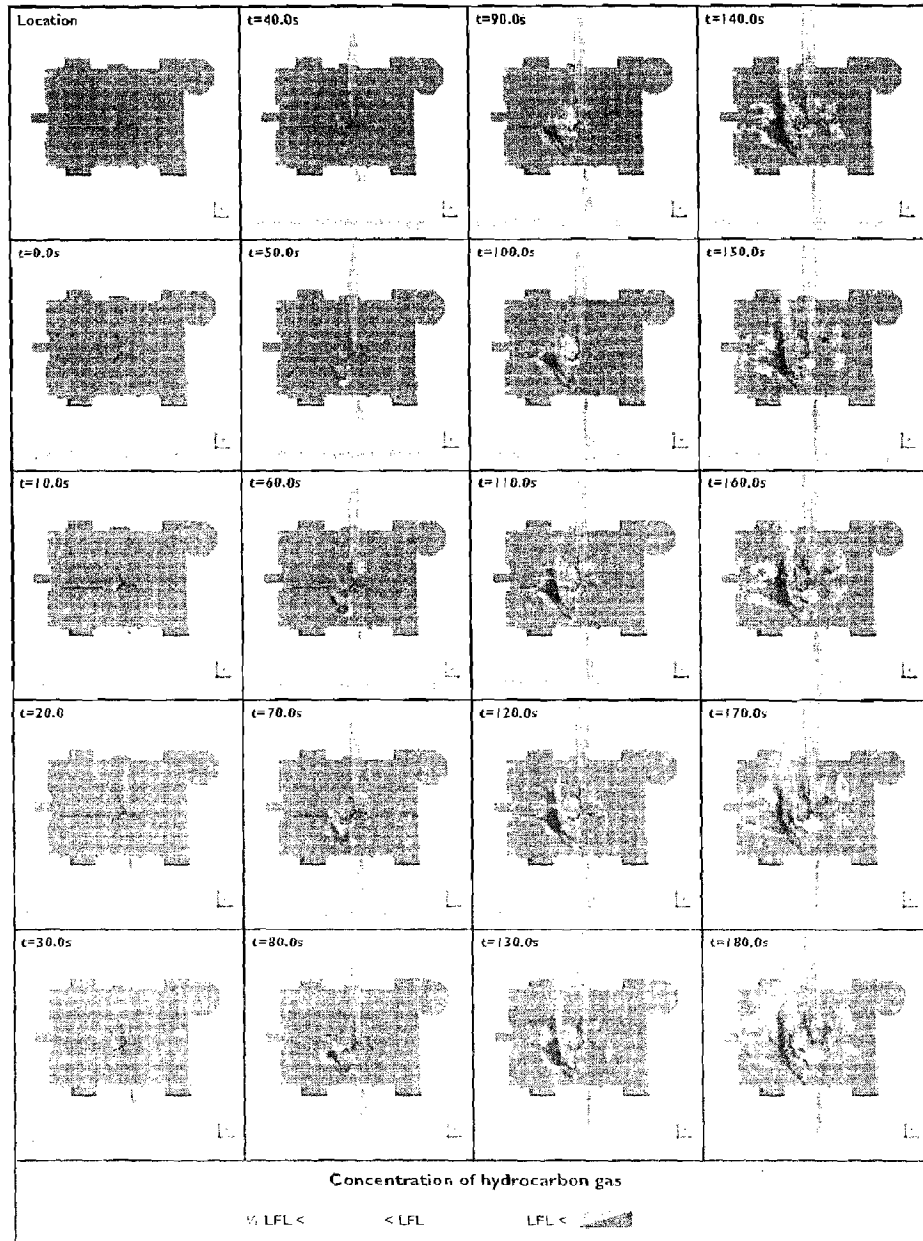 Location t=40.0s t=90.0s t=140.0s
t=0.0s t=50.0s t=100.0s t=150.0s
t=10.0s t=60.0s t=110.0s t=160.0s
t=20.0 t=70.0s t=120.0s t=170.0s
t=30.0s t=80.0s t=130.0s t=180.0s
Concentration of hydrocarbon gas
½ LFL < < LFL LFL <